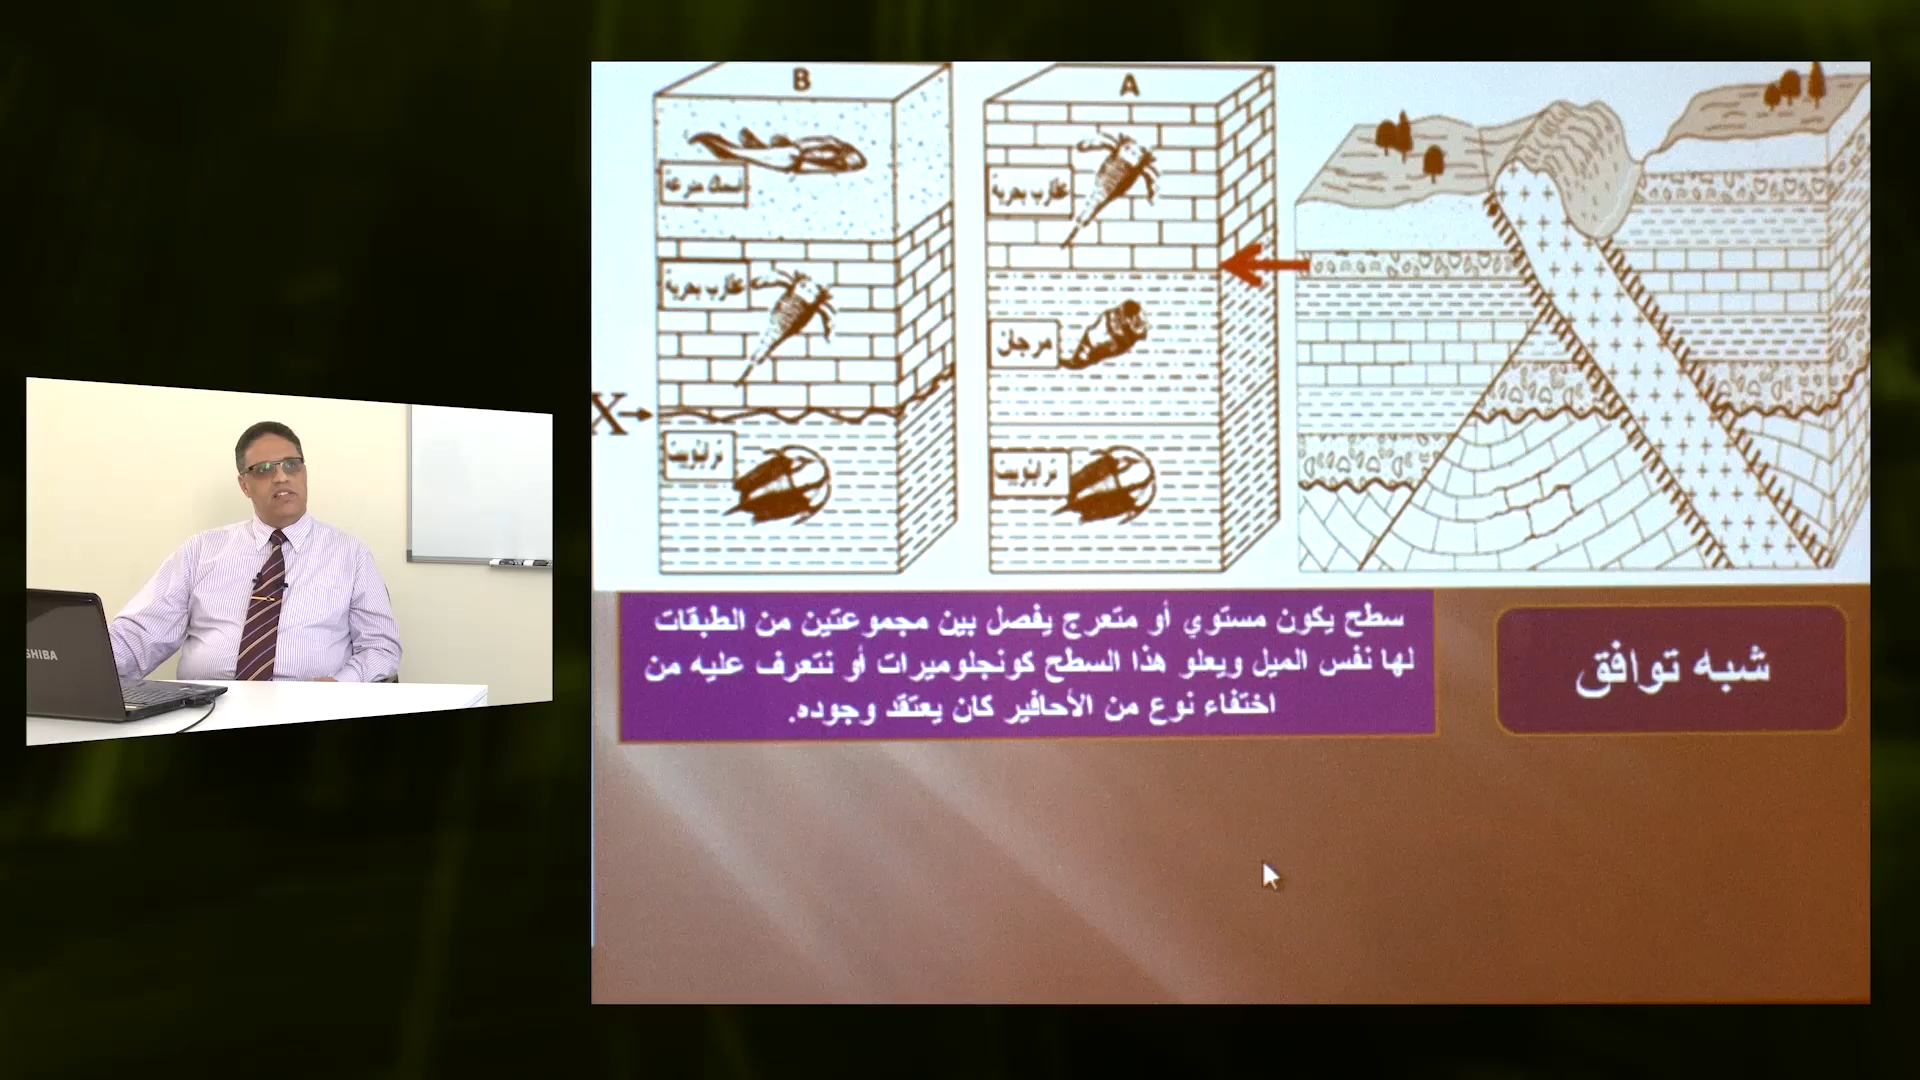 B
A
سمك مدرعة
عقارب بحرية
عقارب بحرية
مرجان
X
ترايلوبيت
ترايلوبيت
سطح يكون مستوي أو متعرج يفصل بين مجموعتين من الطبقات
لها نفس الميل ويعلو هذا السطح كونجلوميرات أو نتعرف عليه من
اختفاء نوع من الأحافير كان يعتقد وجوده.
شبه توافق
SHIBA